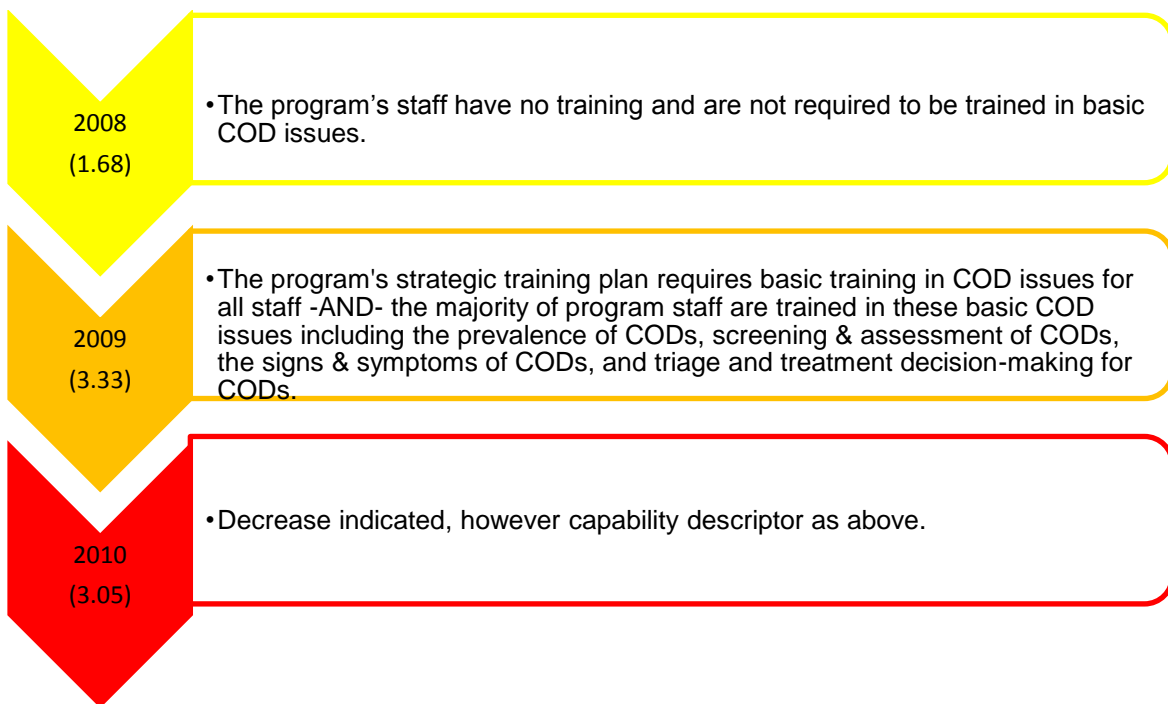 2008
(1.68)
•The program’s staff have no training and are not required to be trained in basic
COD issues.
2009
(3.33)
•The program's strategic training plan requires basic training in COD issues for
all staff -AND- the majority of program staff are trained in these basic COD
issues including the prevalence of CODs, screening & assessment of CODs,
the signs & symptoms of CODs, and triage and treatment decision-making for
CODs.
2010
(3.05)
•Decrease indicated, however capability descriptor as above.